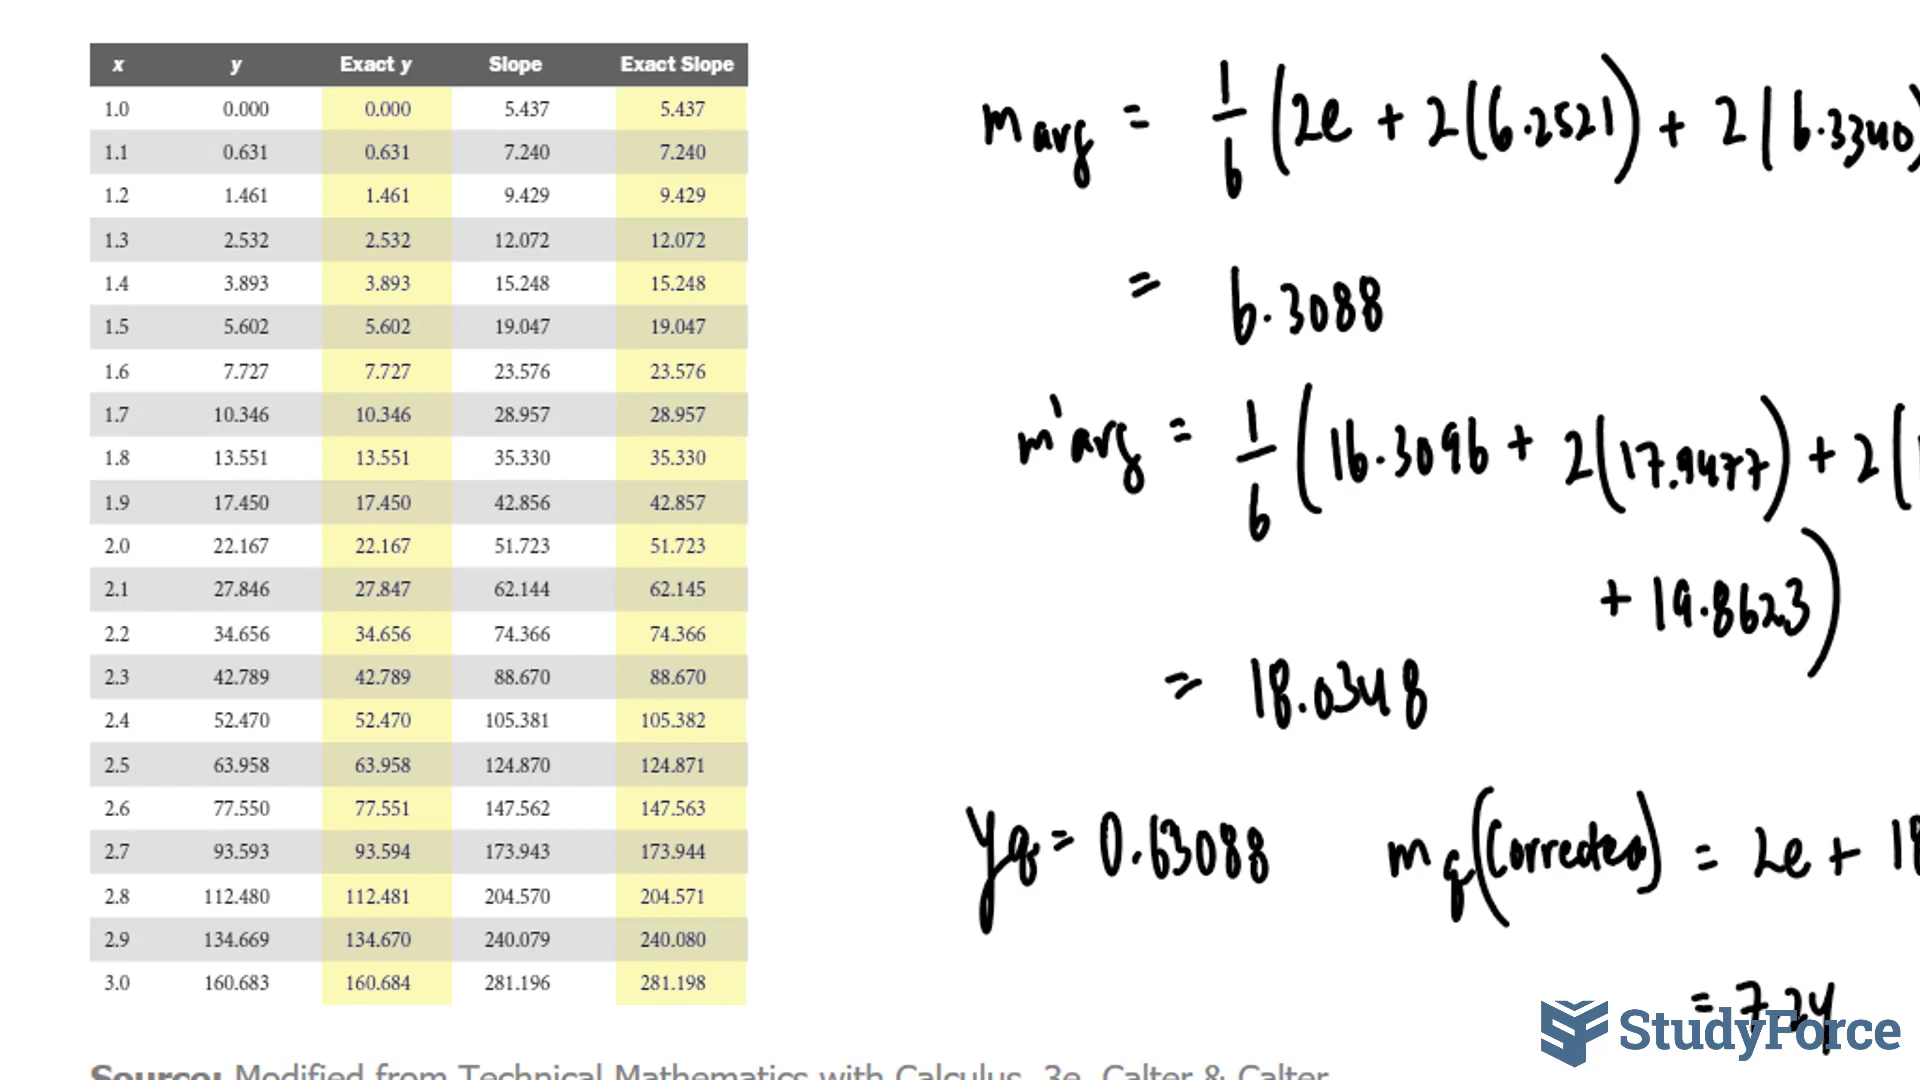 x y Exact y Slope Exact Slope
1.0 0.000 0.000 5.437 5.437
1.1 0.631 0.631 7.240 7.240
1.2 1.461 1.461 9.429 9.429
1.3 2.532 2.532 12.072 12.072
1.4 3.893 3.893 15.248 15.248
1.5 5.602 5.602 19.047 19.047
1.6 7.727 7.727 23.576 23.576
1.7 10.346 10.346 28.957 28.957
1.8 13.551 13.551 35.330 35.330
1.9 17.450 17.450 42.856 42.857
2.0 22.167 22.167 51.723 51.723
2.1 27.846 27.847 62.144 62.145
2.2 34.656 34.656 74.366 74.366
2.3 42.789 42.789 88.670 88.670
2.4 52.470 52.470 105.381 105.382
2.5 63.958 63.958 124.870 124.871
2.6 77.550 77.551 147.562 147.563
2.7 93.593 93.594 173.943 173.944
2.8 112.480 112.481 204.570 204.571
2.9 134.669 134.670 240.079 240.080
3.0 160.683 160.684 281.196 281.198
Source: Modified from Technical Mathematics with Calculus, 3e, Calter & Calter
m avg = 1/6 (2e + 2(6.2521) + 2(6.3340)
= 6.3088
m' avg = 1/6 (16.3096 + 2(17.9477) + 2(1
+ 19.8623)
= 18.0348
yq = 0.63088 mq (Corrected) = 2e + 18
= 7.24
StudyForce